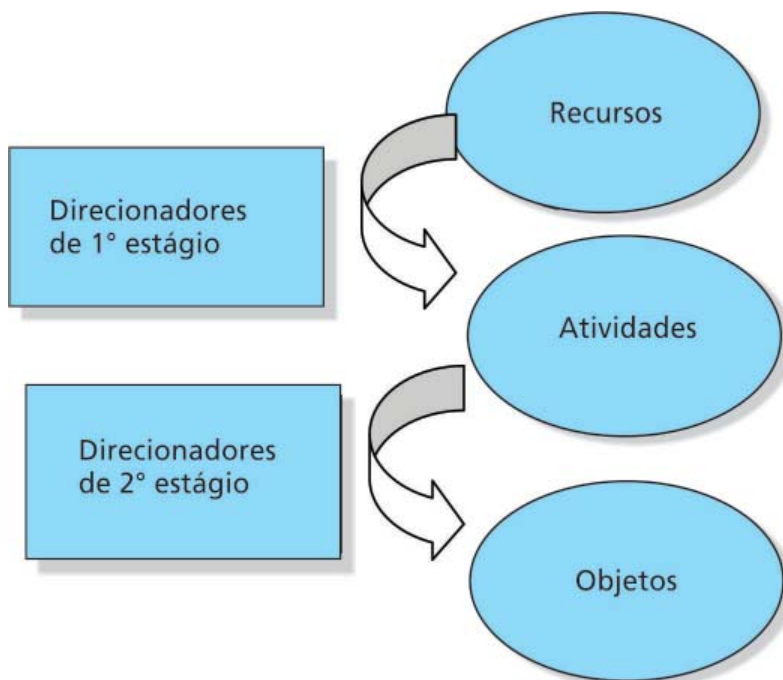 Recursos
Direcionadores
de 1° estágio
Atividades
Direcionadores
de 2° estágio
Objetos